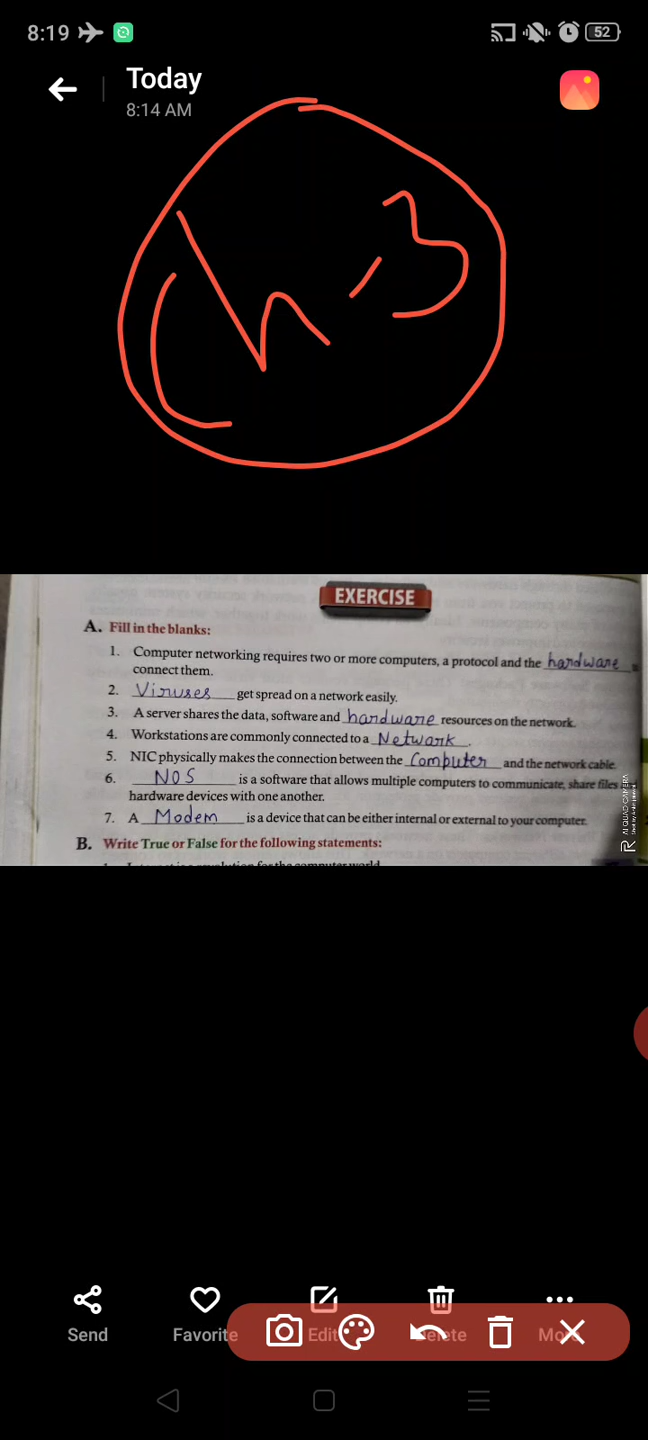 8:19
52
Today
8:14 AM
Ch-3
EXERCISE
A. Fill in the blanks:
1. Computer networking requires two or more computers, a protocol and the hardware to
connect them.
2. Viruses get spread on a network easily.
3. A server shares the data, software and hardware resources on the network.
4. Workstations are commonly connected to a Network.
5. NIC physically makes the connection between the Computer and the network cable.
6. NOS is a software that allows multiple computers to communicate, share files
hardware devices with one another.
7. A Modem is a device that can be either internal or external to your computer.
B. Write True or False for the following statements:
AI QUAD CAMERA
Send Favorite Edit Delete More